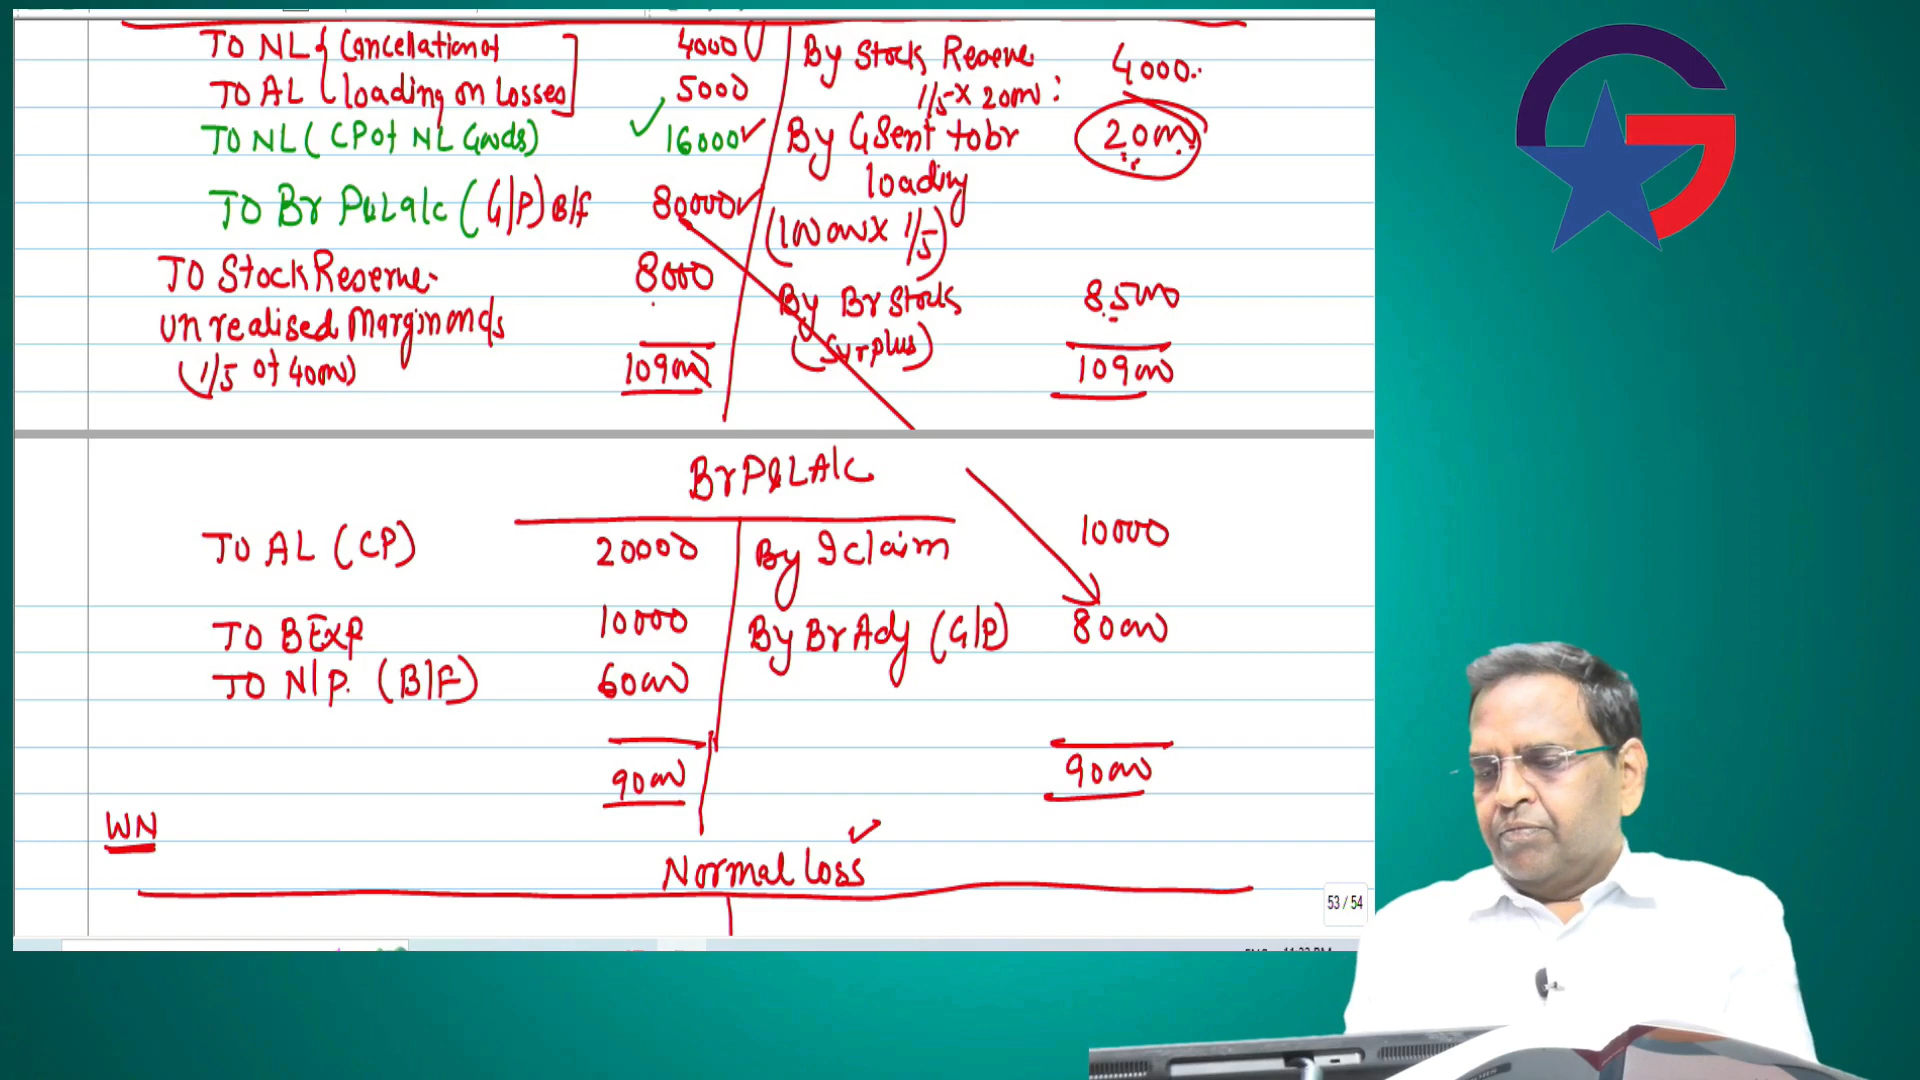 TO NL { Cancellation of 4000 By Stock Reserve 4000
TO AL { loading on Losses ] 5000 1/5 x 20000 :
TO NL ( CP of NL Goods) 16000 By G Sent to br 20000
loading
TO Br P&L a/c ( G/P) B/f 80000 (100000 x 1/5)
TO Stock Reserve 8000
unrealised Margin on clg By Br Stock 85000
(1/5 of 40000) 109000 (Surplus) 109000
Br P&L A/C
TO AL (CP) 20000 By I claim 10000
TO B Exp 10000 By Br Adj (G/P) 80000
TO N/P. (B/F) 60000
90000 90000
WN
Normal Loss
53 / 54